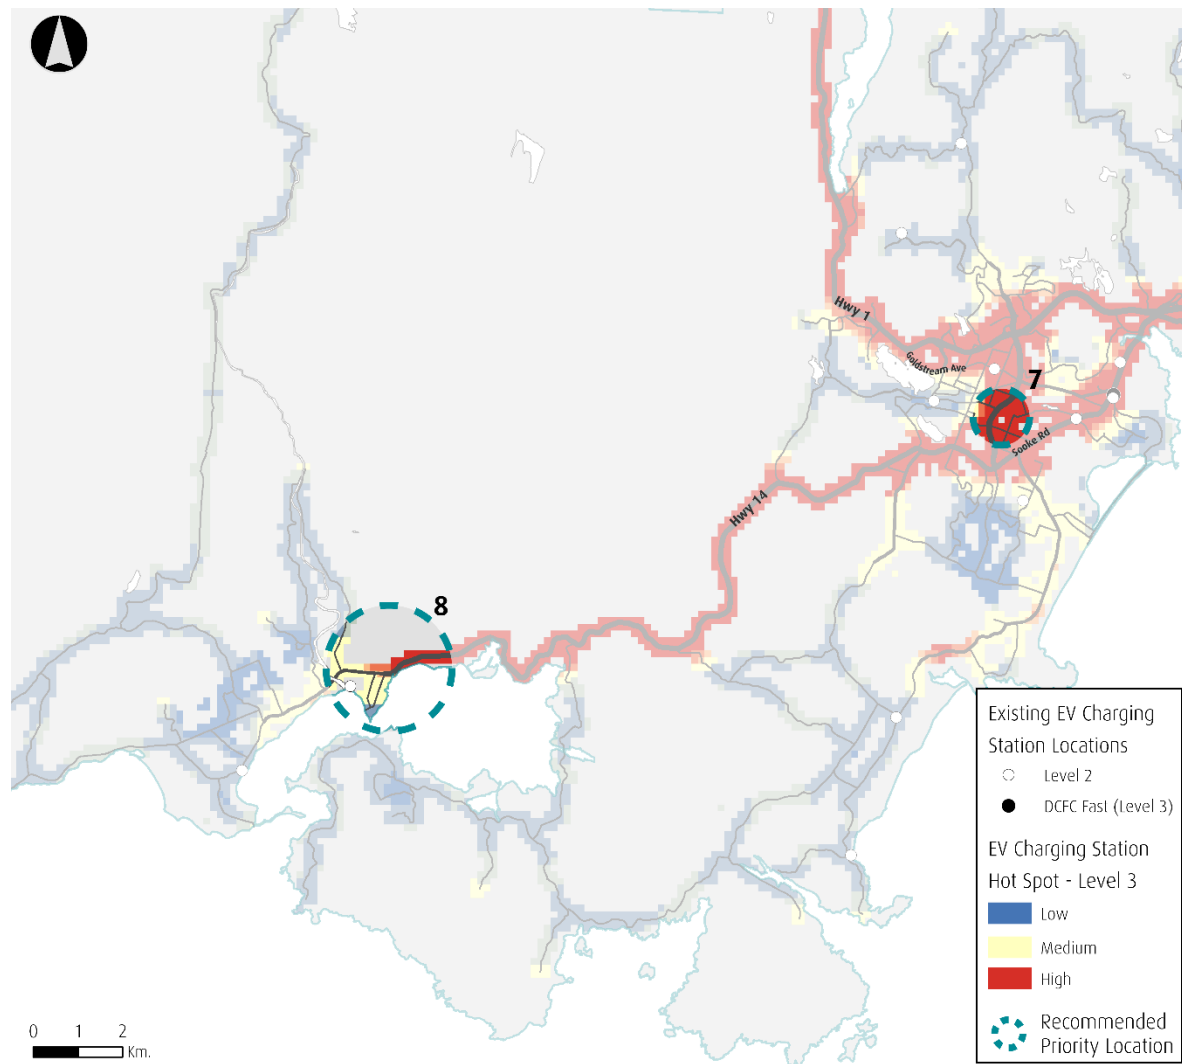 Hwy 1
Goldstream Ave
7
Sooke Rd
Hwy 14
8
Existing EV Charging
Station Locations
Level 2
DCFC Fast (Level 3)
EV Charging Station
Hot Spot - Level 3
Low
Medium
High
Recommended
Priority Location
0 1 2
Km.